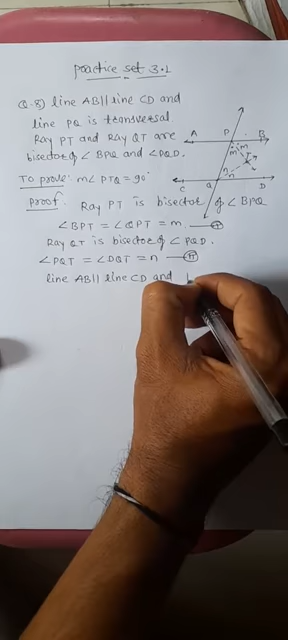 Practice set 3.1
Q.3) line AB || line CD and
line PQ is transversal
Ray PT and Ray QT are
bisector of ∠ BPQ and ∠PQD.
To prove: m∠ PTQ = 90°
Proof: Ray PT is bisector of ∠ BPQ
∠BPT = ∠QPT = m. — I
Ray QT is bisector of ∠ PQD.
∠PQT = ∠DQT = n — II
line AB || line CD and
A P B
m m
T
n n
C Q D